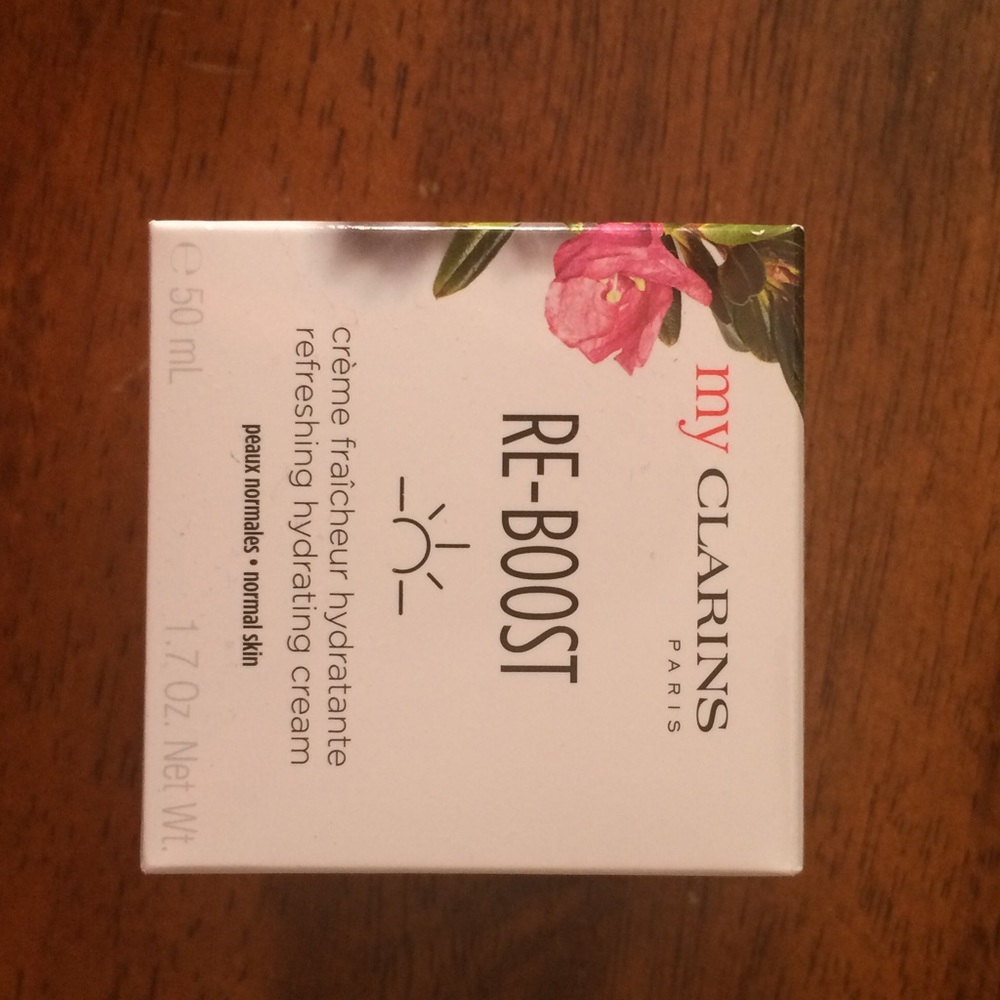 my CLARINS
PARIS
RE-BOOST
crème fraîcheur hydratante
refreshing hydrating cream
peaux normales • normal skin
℮ 50 mL 1.7 Oz. Net Wt.